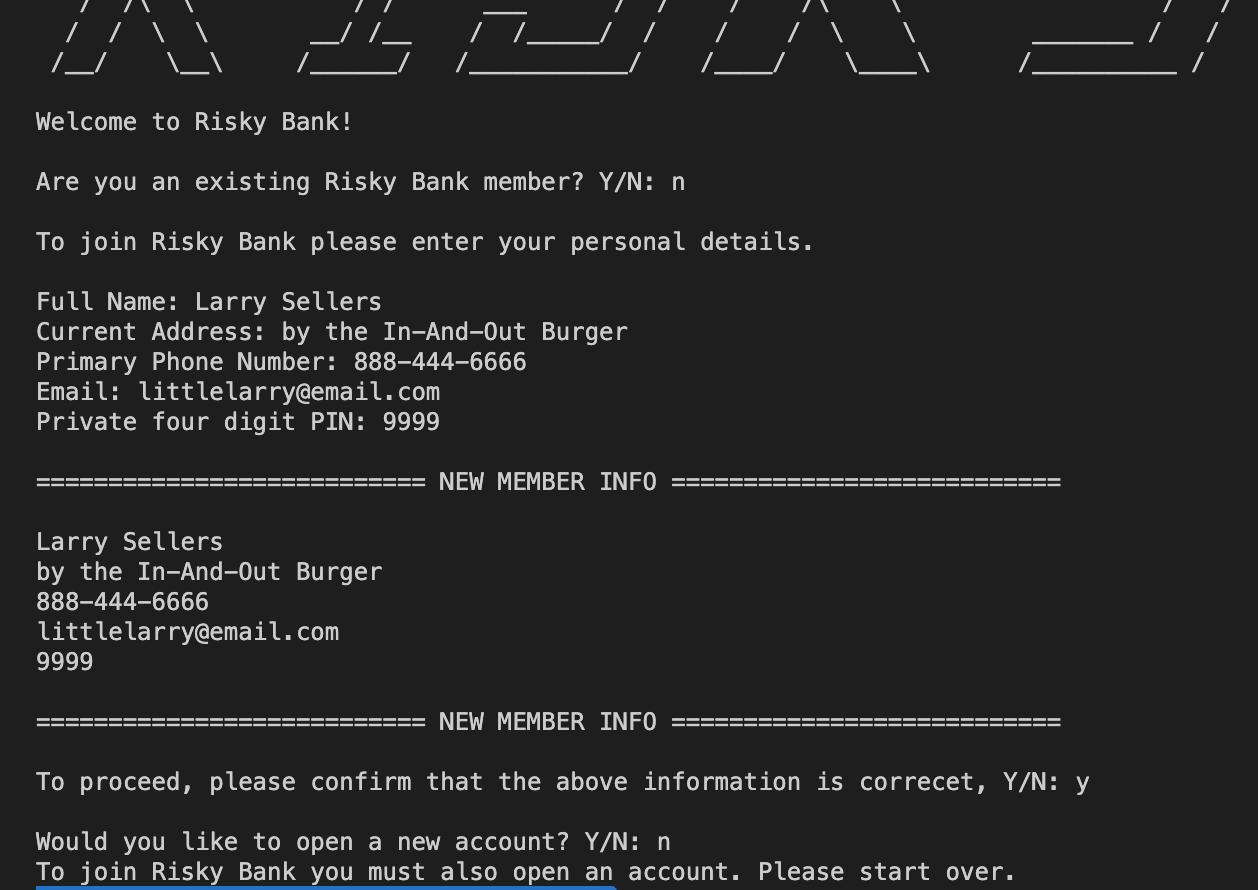 Welcome to Risky Bank!
Are you an existing Risky Bank member? Y/N: n
To join Risky Bank please enter your personal details.
Full Name: Larry Sellers
Current Address: by the In-And-Out Burger
Primary Phone Number: 888-444-6666
Email: littlelarry@email.com
Private four digit PIN: 9999
=========================== NEW MEMBER INFO ===========================
Larry Sellers
by the In-And-Out Burger
888-444-6666
littlelarry@email.com
9999
=========================== NEW MEMBER INFO ===========================
To proceed, please confirm that the above information is correcet, Y/N: y
Would you like to open a new account? Y/N: n
To join Risky Bank you must also open an account. Please start over.